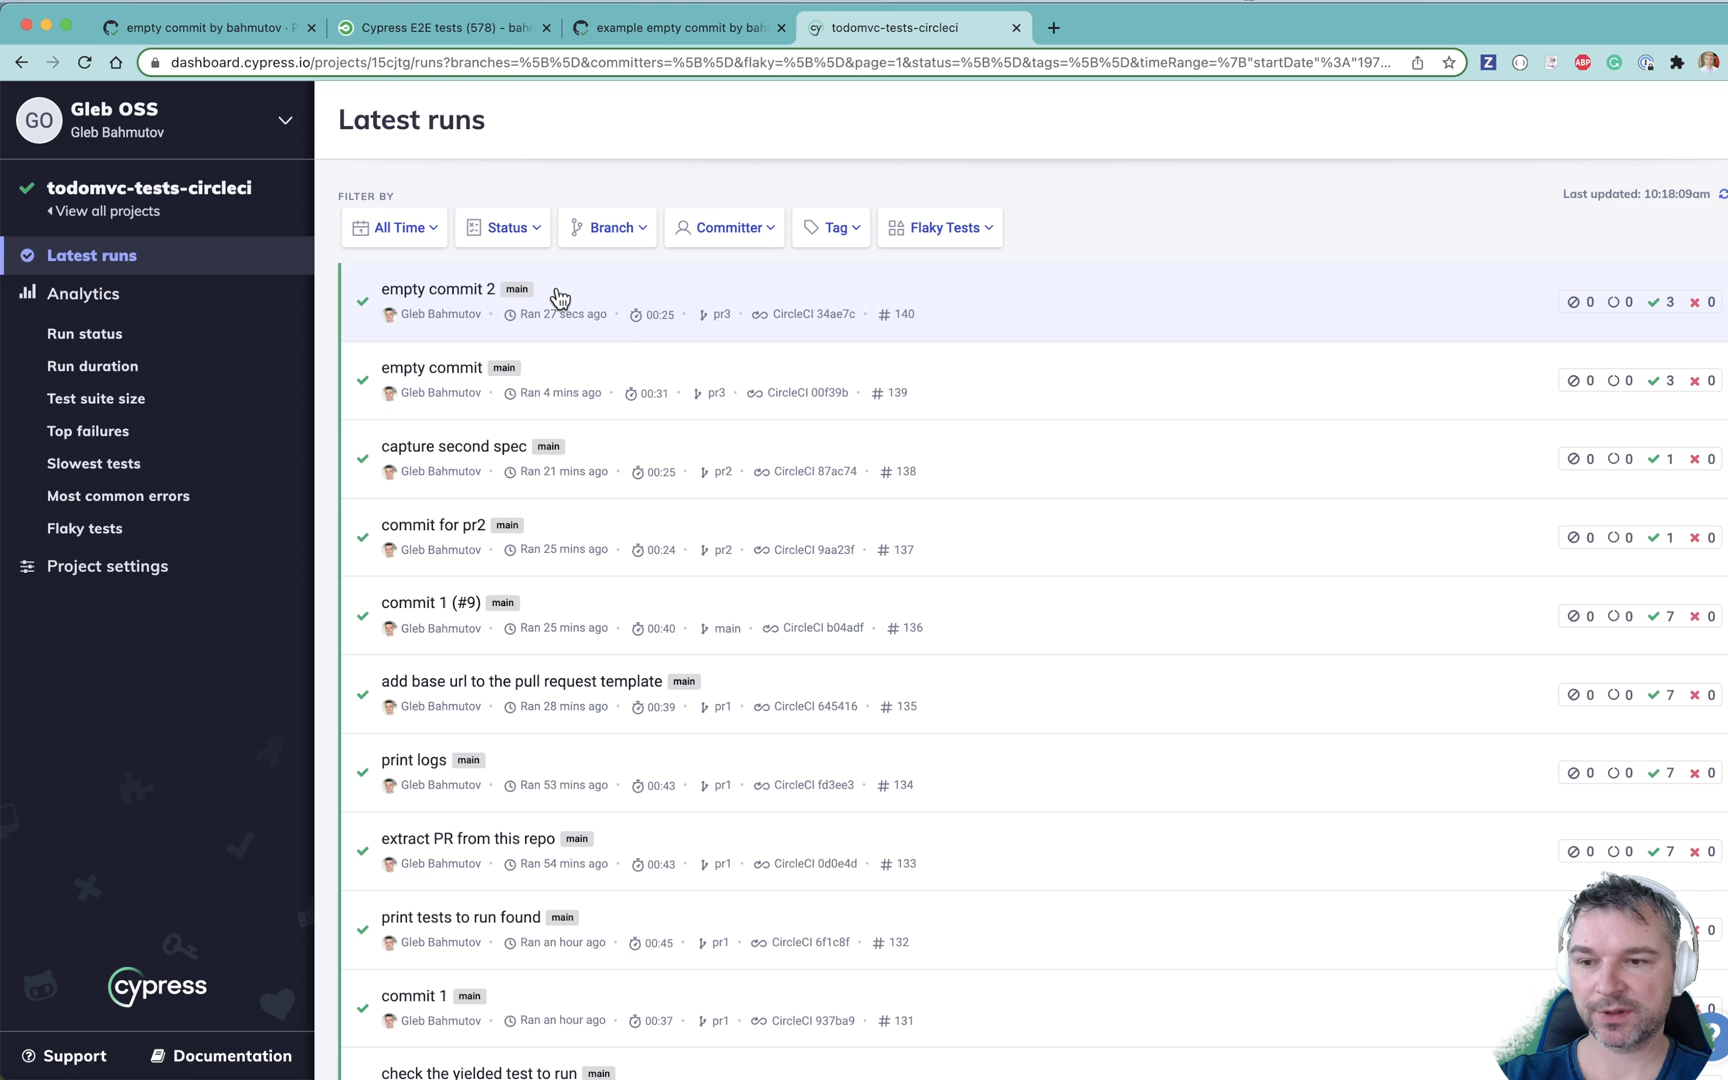 empty commit by bahmutov · P
Cypress E2E tests (578) - bahm
example empty commit by bah
todomvc-tests-circleci
dashboard.cypress.io/projects/15cjtg/runs?branches=%5B%5D&committers=%5B%5D&flaky=%5B%5D&page=1&status=%5B%5D&tags=%5B%5D&timeRange=%7B"startDate"%3A"197...
Z
ABP
GO
Gleb OSS
Gleb Bahmutov
todomvc-tests-circleci
View all projects
Latest runs
Analytics
Run status
Run duration
Test suite size
Top failures
Slowest tests
Most common errors
Flaky tests
Project settings
cypress
Support
Documentation
Latest runs
FILTER BY
Last updated: 10:18:09am
All Time
Status
Branch
Committer
Tag
Flaky Tests
empty commit 2 main
Gleb Bahmutov · Ran 27 secs ago · 00:25 · pr3 · CircleCI 34ae7c · # 140
0 0 3 0
empty commit main
Gleb Bahmutov · Ran 4 mins ago · 00:31 · pr3 · CircleCI 00f39b · # 139
0 0 3 0
capture second spec main
Gleb Bahmutov · Ran 21 mins ago · 00:25 · pr2 · CircleCI 87ac74 · # 138
0 0 1 0
commit for pr2 main
Gleb Bahmutov · Ran 25 mins ago · 00:24 · pr2 · CircleCI 9aa23f · # 137
0 0 1 0
commit 1 (#9) main
Gleb Bahmutov · Ran 25 mins ago · 00:40 · main · CircleCI b04adf · # 136
0 0 7 0
add base url to the pull request template main
Gleb Bahmutov · Ran 28 mins ago · 00:39 · pr1 · CircleCI 645416 · # 135
0 0 7 0
print logs main
Gleb Bahmutov · Ran 53 mins ago · 00:43 · pr1 · CircleCI fd3ee3 · # 134
0 0 7 0
extract PR from this repo main
Gleb Bahmutov · Ran 54 mins ago · 00:43 · pr1 · CircleCI 0d0e4d · # 133
0 0 7 0
print tests to run found main
Gleb Bahmutov · Ran an hour ago · 00:45 · pr1 · CircleCI 6f1c8f · # 132
0
commit 1 main
Gleb Bahmutov · Ran an hour ago · 00:37 · pr1 · CircleCI 937ba9 · # 131
0
check the yielded test to run main